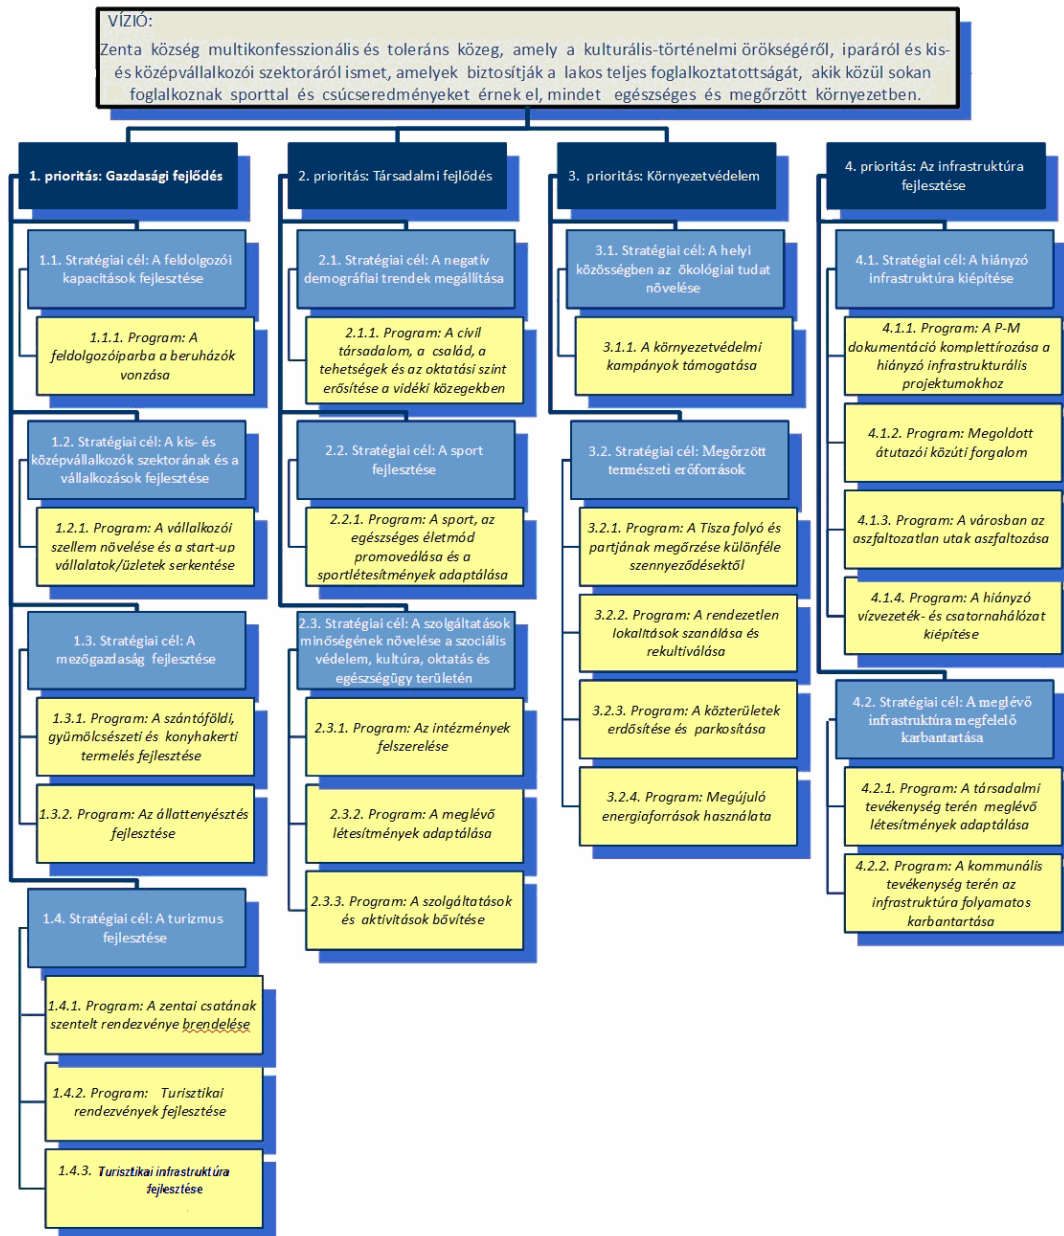 VÍZIÓ:
Zenta község multikonfesszionális és toleráns közeg, amely a kulturális-történelmi örökségéről, iparáról és kis-
és középvállalkozói szektoráról ismet, amelyek biztosítják a lakos teljes foglalkoztatottságát, akik közül sokan
foglalkoznak sporttal és csúcseredményeket érnek el, mindet egészséges és megőrzött környezetben.
1. prioritás: Gazdasági fejlődés
1.1. Stratégiai cél: A feldolgozói
kapacitások fejlesztése
1.1.1. Program: A
feldolgozóiparba a beruházók
vonzása
1.2. Stratégiai cél: A kis- és
középvállalkozók szektorának és a
vállalkozások fejlesztése
1.2.1. Program: A vállalkozói
szellem növelése és a start-up
vállalatok/üzletek serkentése
1.3. Stratégiai cél: A
mezőgazdaság fejlesztése
1.3.1. Program: A szántóföldi,
gyümölcsészeti és konyhakerti
termelés fejlesztése
1.3.2. Program: Az állattenyésztés
fejlesztése
1.4. Stratégiai cél: A turizmus
fejlesztése
1.4.1. Program: A zentai csatának
szentelt rendezvénye brendelése
1.4.2. Program: Turisztikai
rendezvények fejlesztése
1.4.3. Turisztikai infrastruktúra
fejlesztése
2. prioritás: Társadalmi fejlődés
2.1. Stratégiai cél: A negatív
demográfiai trendek megállítása
2.1.1. Program: A civil
társadalom, a család, a
tehetségek és az oktatási szint
erősítése a vidéki közegekben
2.2. Stratégiai cél: A sport
fejlesztése
2.2.1. Program: A sport, az
egészséges életmód
promoveálása és a
sportlétesítmények adaptálása
2.3. Stratégiai cél: A szolgáltatások
minőségének növelése a szociális
védelem, kultúra, oktatás és
egészségügy területén
2.3.1. Program: Az intézmények
felszerelése
2.3.2. Program: A meglévő
létesítmények adaptálása
2.3.3. Program: A szolgáltatások
és aktivitások bővítése
3. prioritás: Környezetvédelem
3.1. Stratégiai cél: A helyi
közösségben az ökológiai tudat
növelése
3.1.1. A környezetvédelmi
kampányok támogatása
3.2. Stratégiai cél: Megőrzött
természeti erőforrások
3.2.1. Program: A Tisza folyó és
partjának megőrzése különféle
szennyeződésektől
3.2.2. Program: A rendezetlen
lokalitások szanálása és
rekultiválása
3.2.3. Program: A közterületek
erdősítése és parkosítása
3.2.4. Program: Megújuló
energiaforrások használata
4. prioritás: Az infrastruktúra
fejlesztése
4.1. Stratégiai cél: A hiányzó
infrastruktúra kiépítése
4.1.1. Program: A P-M
dokumentáció komplettírozása a
hiányzó infrastrukturális
projektumokhoz
4.1.2. Program: Megoldott
átutazói közúti forgalom
4.1.3. Program: A városban az
aszfaltozatlan utak aszfaltozása
4.1.4. Program: A hiányzó
vízvezeték- és csatornahálózat
kiépítése
4.2. Stratégiai cél: A meglévő
infrastruktúra megfelelő
karbantartása
4.2.1. Program: A társadalmi
tevékenység terén meglévő
létesítmények adaptálása
4.2.2. Program: A kommunális
tevékenység terén az
infrastruktúra folyamatos
karbantartása